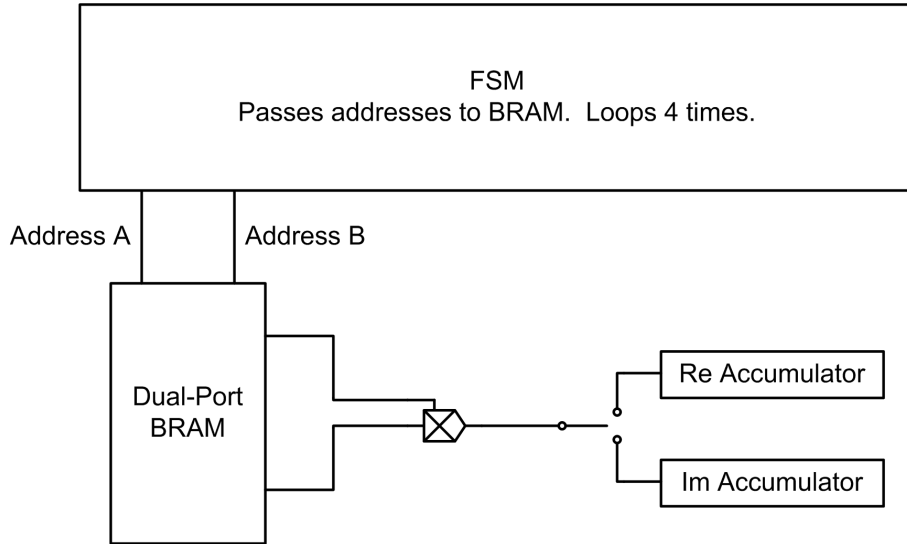 FSM
Passes addresses to BRAM.  Loops 4 times.
Address A
Address B
Dual-Port
BRAM
Re Accumulator
Im Accumulator